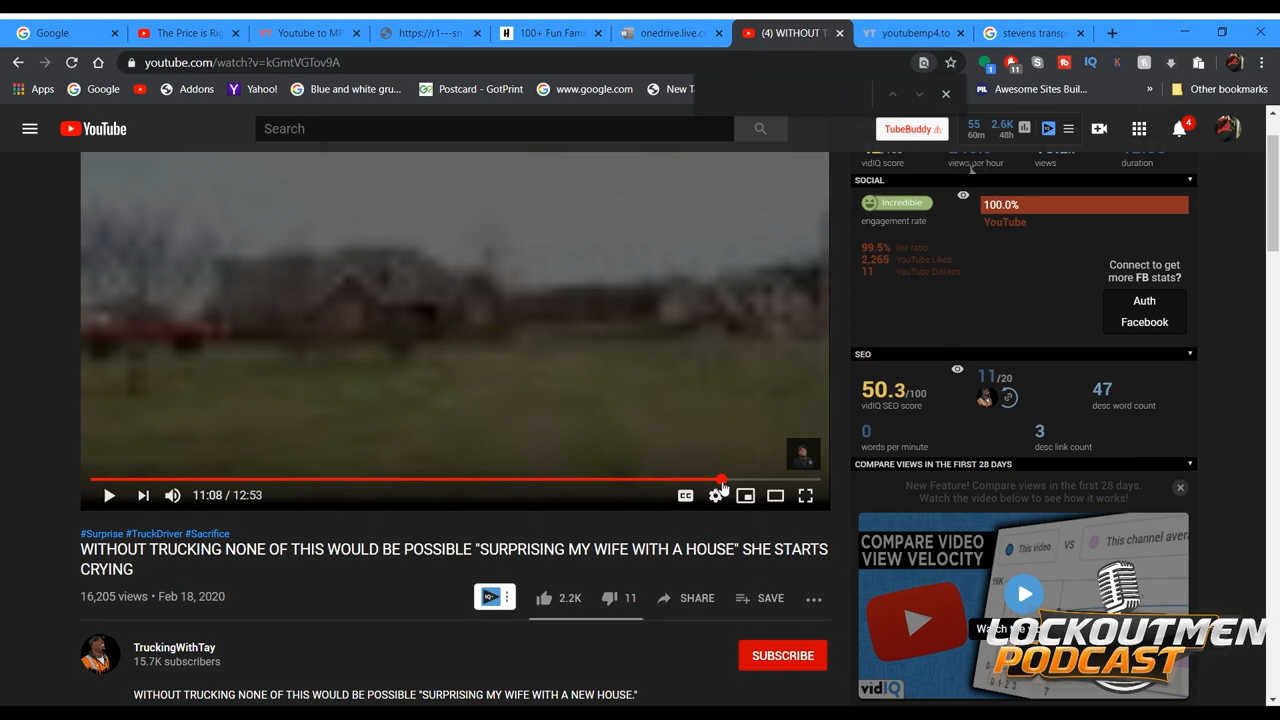 Google
The Price is Rig
Youtube to MP
https://r1---sn
100+ Fun Fam
onedrive.live.co
(4) WITHOUT T
youtubemp4.to
stevens transpo
youtube.com/watch?v=kGmtVGTov9A
Apps
Google
Addons
Yahoo!
Blue and white gru...
Postcard - GotPrint
www.google.com
New T
Awesome Sites Buil...
»
Other bookmarks
YouTube
Search
TubeBuddy
55
60m
2.6K
48h
4
vidIQ score
views per hour
views
duration
SOCIAL
Incredible
engagement rate
100.0%
YouTube
99.5% like ratio
2,265 YouTube Likes
11 YouTube Dislikes
Connect to get
more FB stats?
Auth
Facebook
SEO
50.3/100
vidIQ SEO score
11/20
47
desc word count
0
words per minute
3
desc link count
COMPARE VIEWS IN THE FIRST 28 DAYS
New Feature! Compare views in the first 28 days.
Watch the video below to see how it works!
COMPARE VIDEO
VIEW VELOCITY
This video
VS
This channel avera
vidIQ
LOCKOUTMEN
PODCAST
11:08 / 12:53
CC
#Surprise #TruckDriver #Sacrifice
WITHOUT TRUCKING NONE OF THIS WOULD BE POSSIBLE "SURPRISING MY WIFE WITH A HOUSE" SHE STARTS
CRYING
16,205 views • Feb 18, 2020
2.2K
11
SHARE
SAVE
TruckingWithTay
15.7K subscribers
SUBSCRIBE
WITHOUT TRUCKING NONE OF THIS WOULD BE POSSIBLE "SURPRISING MY WIFE WITH A NEW HOUSE."